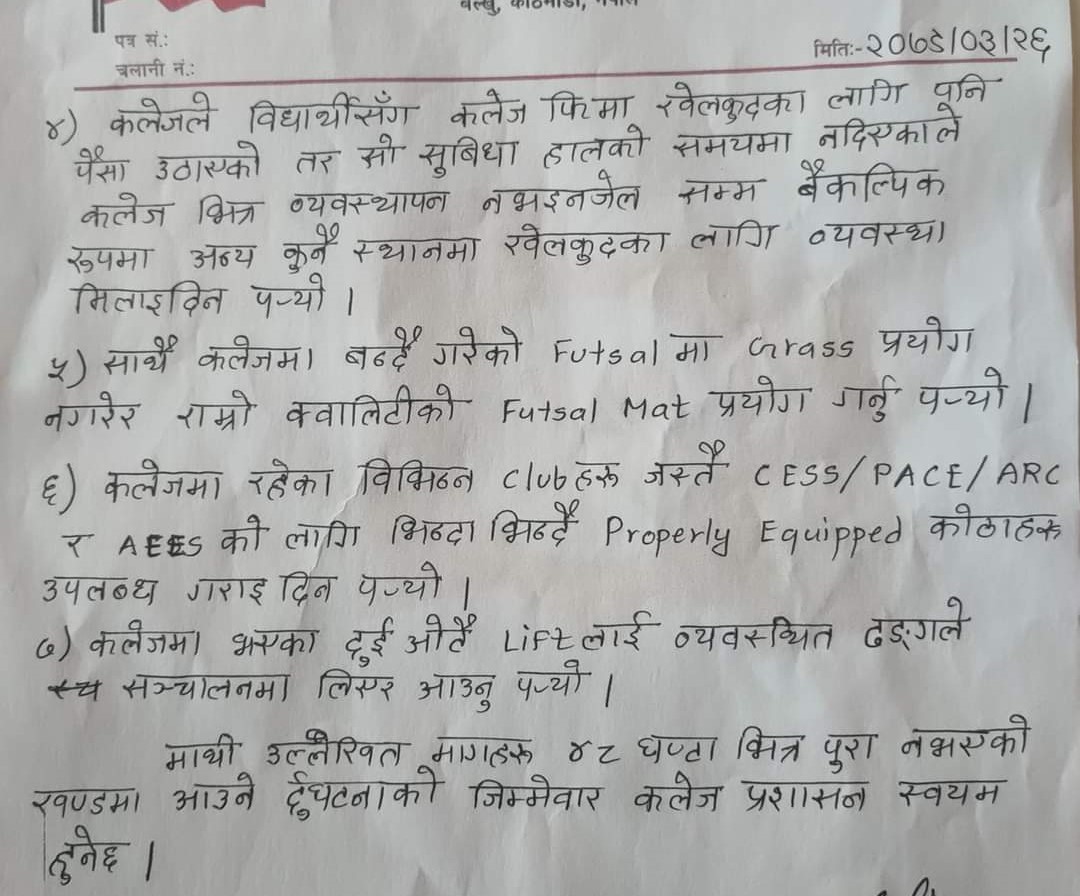 बल्खु, काठमाडौं, नेपाल
पत्र सं.:
मितिः-२०७९/०३/२६
चलानी नं.:
४) कलेजले विद्यार्थीसँग कलेज फिमा खेलकुदका लागि पनि
पैसा उठाएको तर सो सुबिधा हालको समयमा नदिएकाले
कलेज भित्र व्यवस्थापन नभइनजेल सम्म बैकल्पिक
रुपमा अन्य कुनै स्थानमा खेलकुदका लागि व्यवस्था
मिलाइदिन पर्‍यो ।
५) साथै कलेजमा बन्दै गरेको Futsal मा Grass प्रयोग
नगरेर राम्रो क्वालिटीको Futsal Mat प्रयोग गर्नु पर्‍यो ।
६) कलेजमा रहेका विभिन्न Club हरू जस्तै CESS/PACE/ARC
र AEES को लागि भिन्दा भिन्दै Properly Equipped कोठाहरू
उपलब्ध गराइ दिन पर्‍यो ।
७) कलेजमा भएका दुई ओटै Lift लाई व्यवस्थित ढङ्गले
सञ्चालनमा लिएर आउनु पर्‍यो ।
माथी उल्लेखित मागहरू ४८ घण्टा भित्र पुरा नभएको
खण्डमा आउने र्दुघटनाको जिम्मेवार कलेज प्रशासन स्वयम
हुनेछ ।